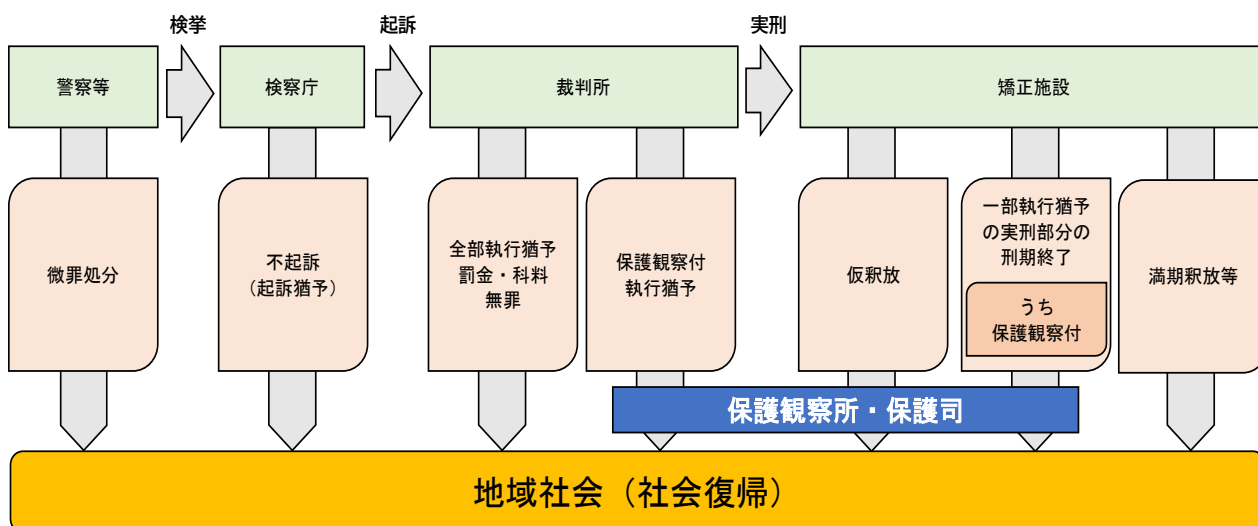 検挙
起訴
実刑
警察等
検察庁
裁判所
矯正施設
微罪処分
不起訴
(起訴猶予)
全部執行猶予
罰金・科料
無罪
保護観察付
執行猶予
仮釈放
一部執行猶予
の実刑部分の
刑期終了
うち
保護観察付
満期釈放等
保護観察所・保護司
地域社会(社会復帰)